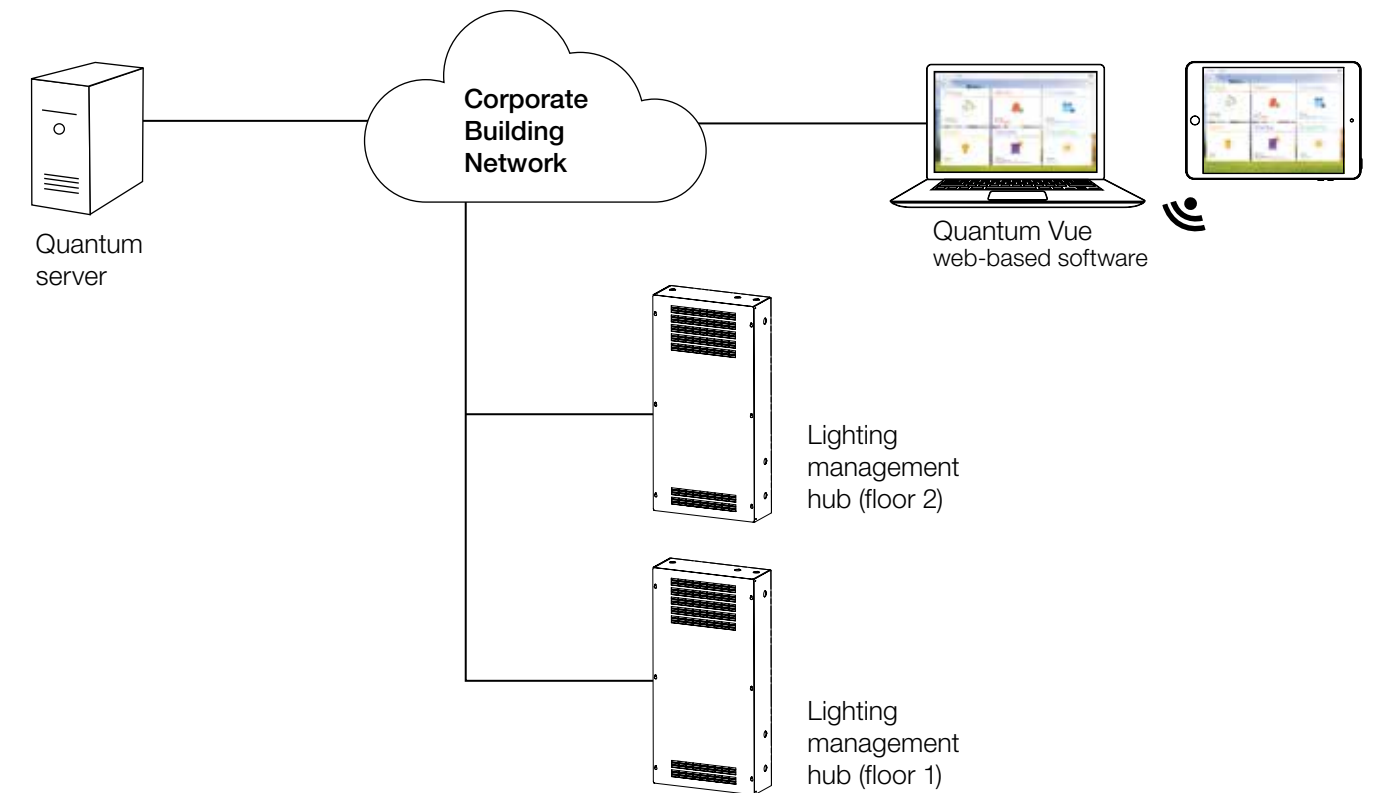 Corporate
Building
Network
Quantum
server
Quantum Vue
web-based software
Lighting
management
hub (floor 2)
Lighting
management
hub (floor 1)